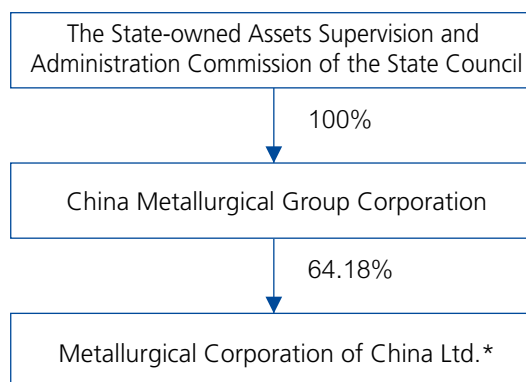 The State-owned Assets Supervision and
Administration Commission of the State Council
100%
China Metallurgical Group Corporation
64.18%
Metallurgical Corporation of China Ltd.*